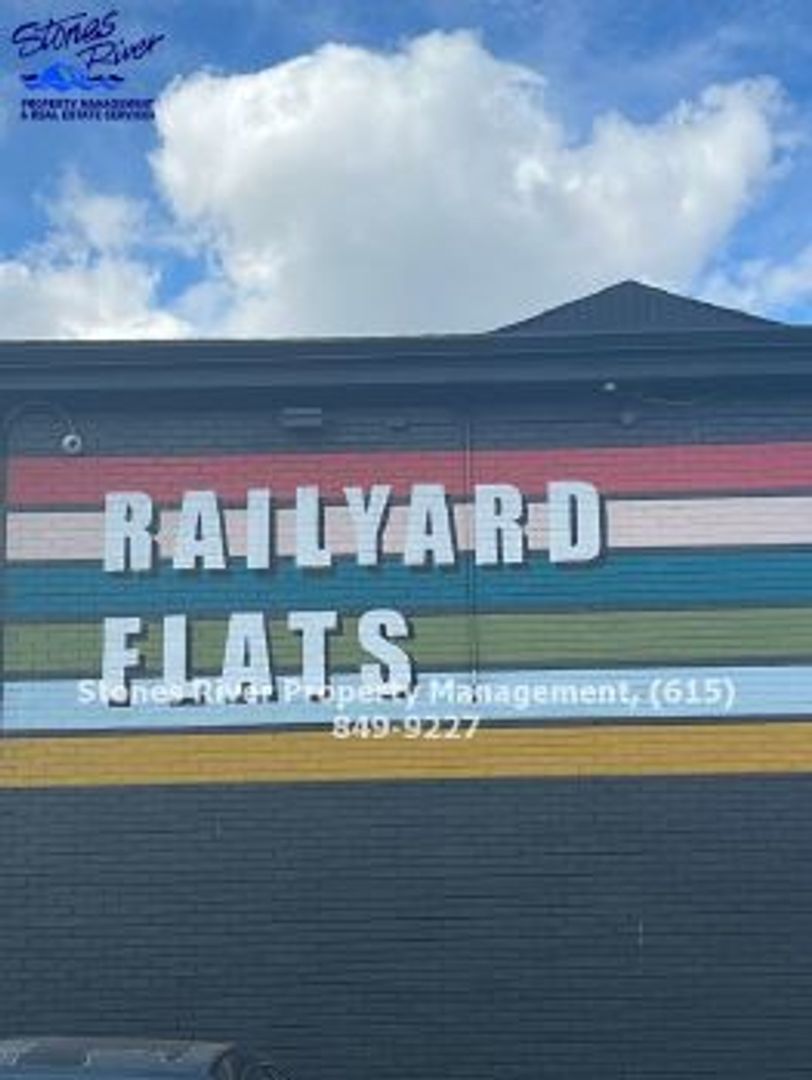 Stones
River
PROPERTY MANAGEMENT
& REAL ESTATE SERVICES
RAILYARD
FLATS
Stones River Property Management, (615)
849-9227